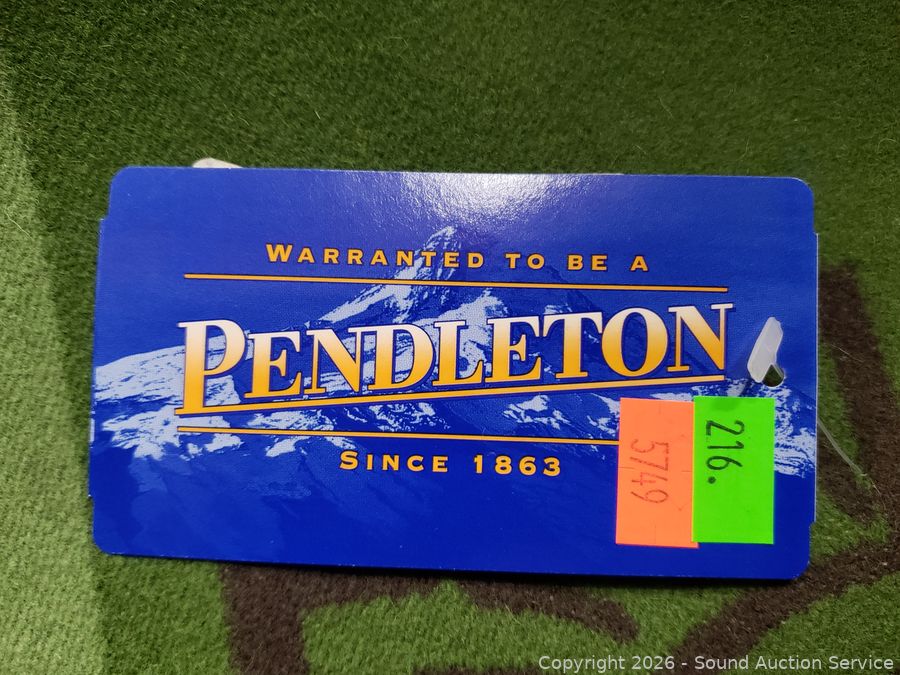 WARRANTED TO BE A
PENDLETON
SINCE 1863
5749
216.
Copyright © 2026 - Sound Auction Service